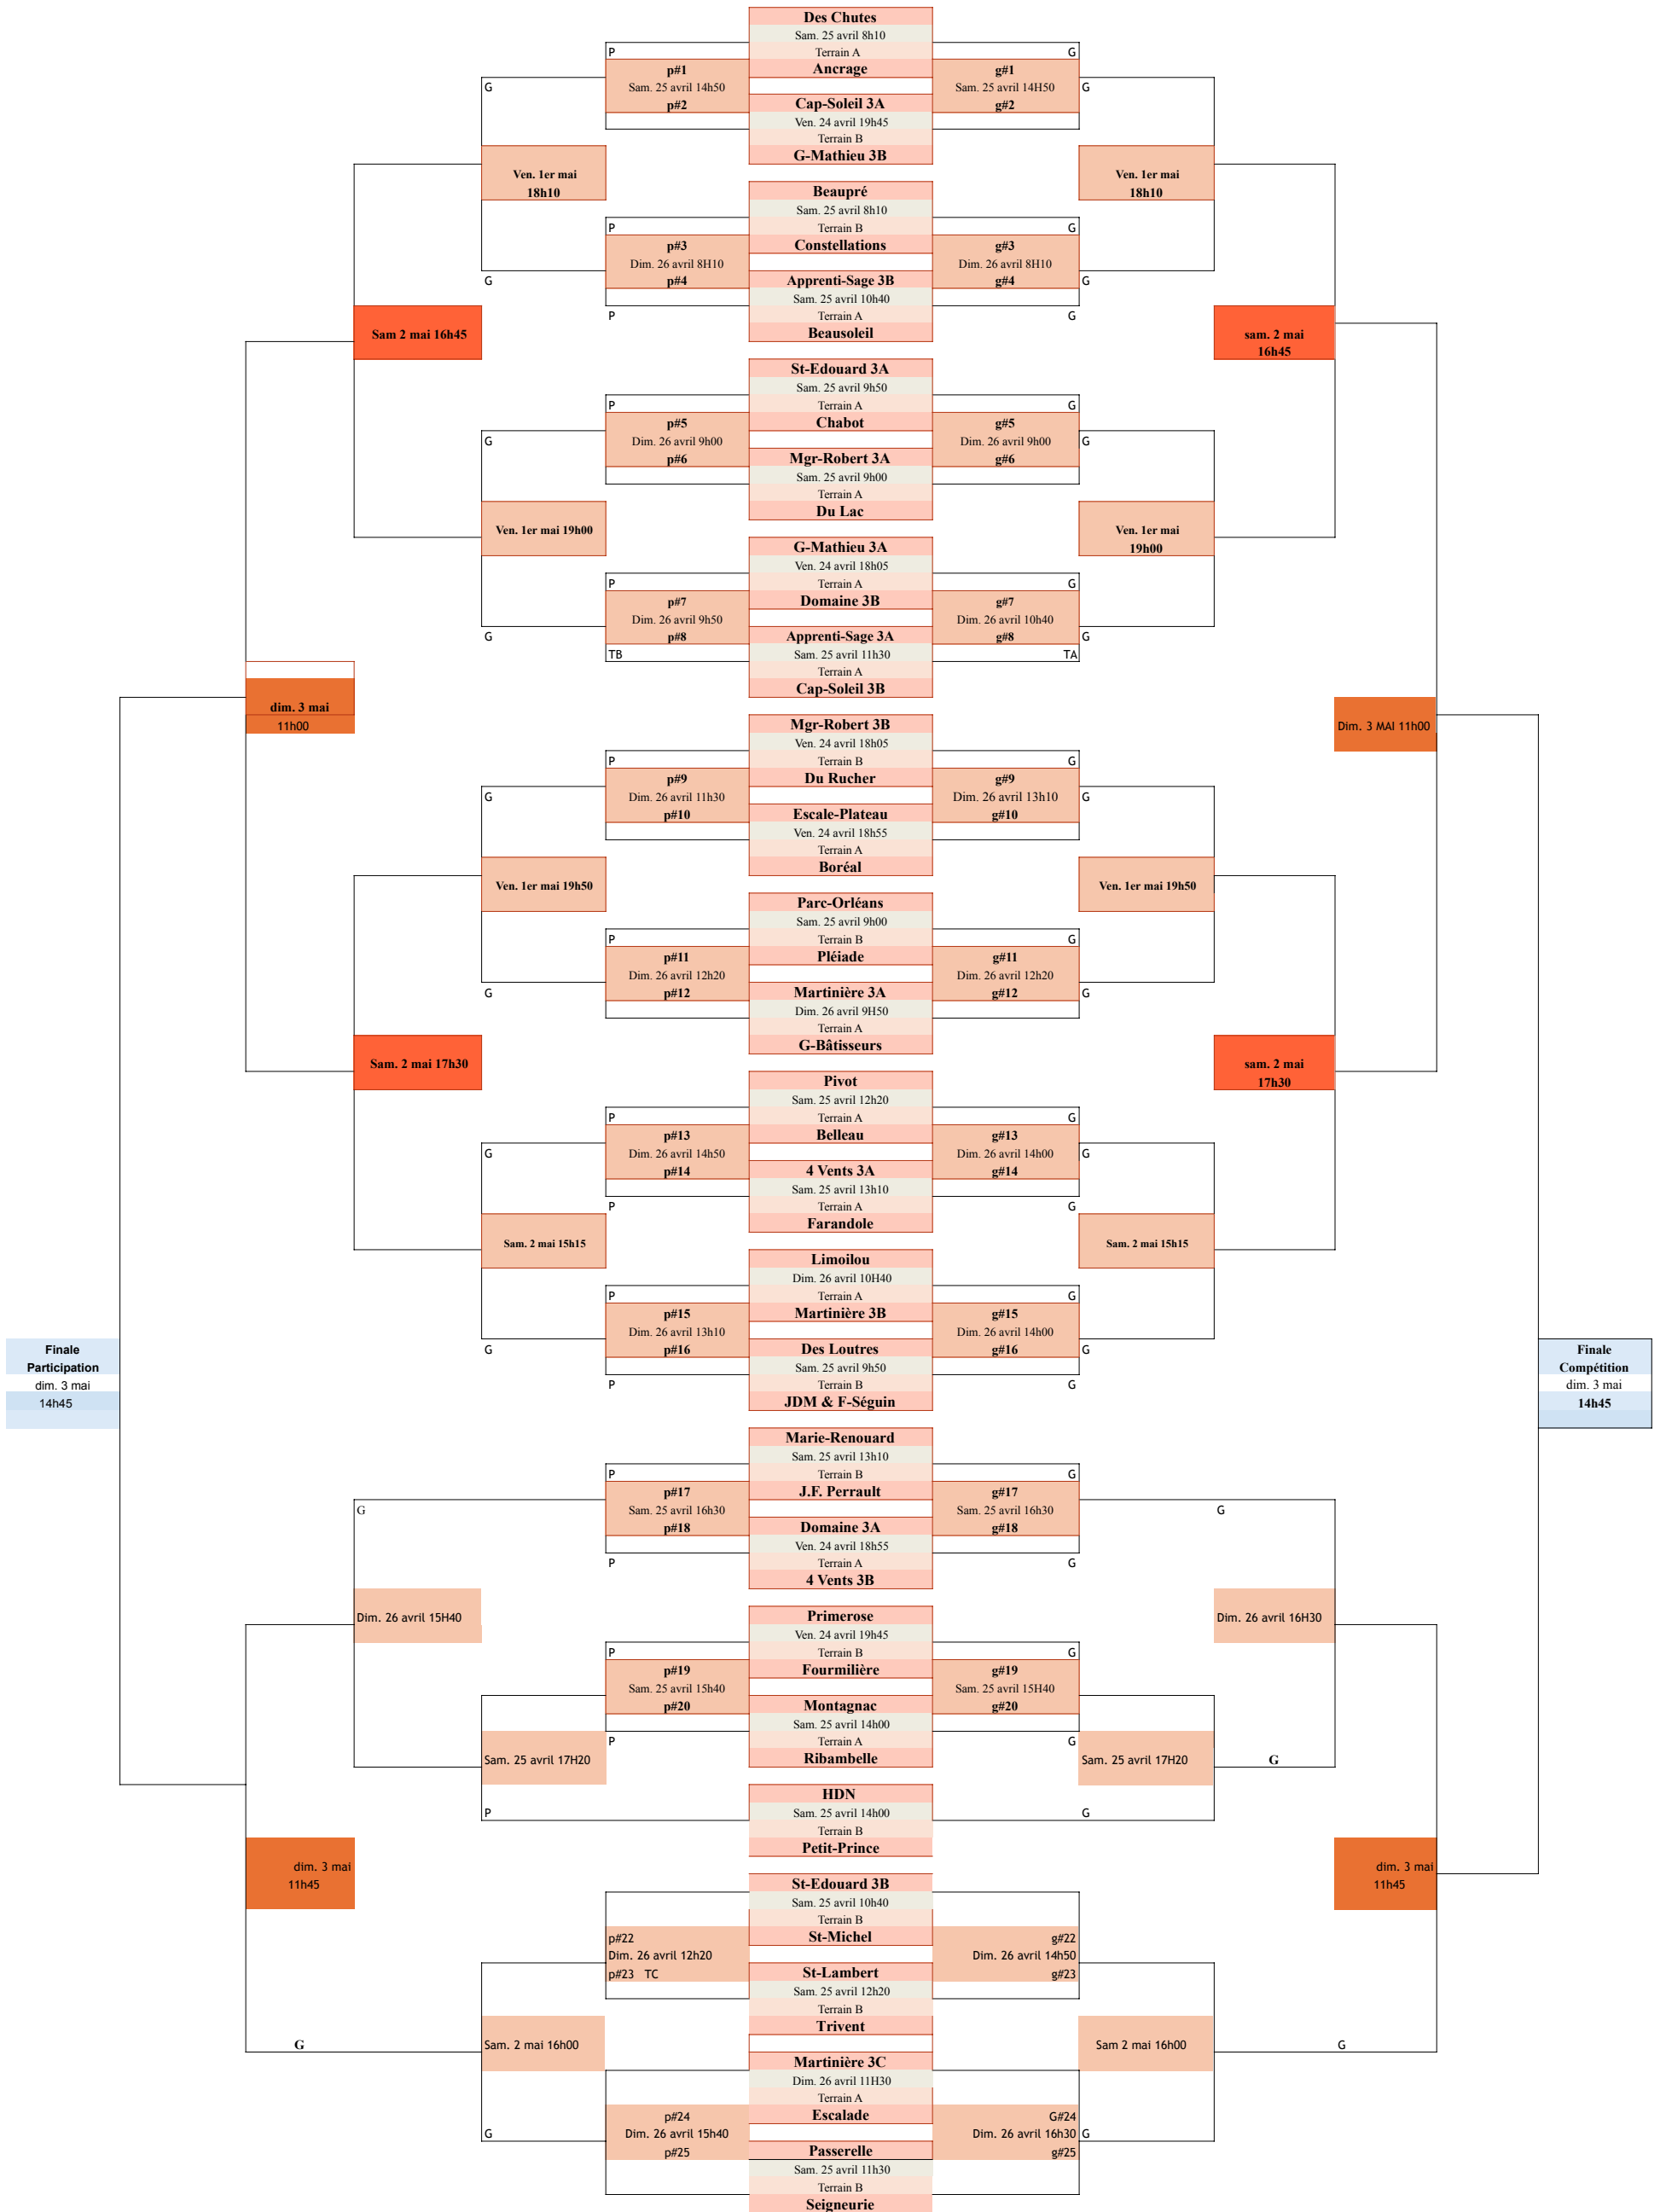 Des Chutes
Sam. 25 avril 8h10
P Terrain A G
p#1 Ancrage g#1
G Sam. 25 avril 14h50 Sam. 25 avril 14H50 G
p#2 Cap-Soleil 3A g#2
Ven. 24 avril 19h45
Terrain B
G-Mathieu 3B
Ven. 1er mai Ven. 1er mai
18h10 Beaupré 18h10
Sam. 25 avril 8h10
P Terrain B G
p#3 Constellations g#3
Dim. 26 avril 8H10 Dim. 26 avril 8H10
G p#4 Apprenti-Sage 3B g#4 G
Sam. 25 avril 10h40
P Terrain A G
Sam 2 mai 16h45 Beausoleil sam. 2 mai
16h45
St-Edouard 3A
Sam. 25 avril 9h50
P Terrain A G
p#5 Chabot g#5
G Dim. 26 avril 9h00 Dim. 26 avril 9h00 G
p#6 Mgr-Robert 3A g#6
Sam. 25 avril 9h00
Terrain A
Du Lac
Ven. 1er mai 19h00 Ven. 1er mai
G-Mathieu 3A 19h00
Ven. 24 avril 18h05
P Terrain A G
p#7 Domaine 3B g#7
Dim. 26 avril 9h50 Dim. 26 avril 10h40
G p#8 Apprenti-Sage 3A g#8 G
TB Sam. 25 avril 11h30 TA
Terrain A
Cap-Soleil 3B
dim. 3 mai
11h00 Mgr-Robert 3B Dim. 3 MAI 11h00
Ven. 24 avril 18h05
P Terrain B G
p#9 Du Rucher g#9
G Dim. 26 avril 11h30 Dim. 26 avril 13h10 G
p#10 Escale-Plateau g#10
Ven. 24 avril 18h55
Terrain A
Boréal
Ven. 1er mai 19h50 Ven. 1er mai 19h50
Parc-Orléans
Sam. 25 avril 9h00
P Terrain B G
p#11 Pléiade g#11
Dim. 26 avril 12h20 Dim. 26 avril 12h20
G p#12 Martinière 3A g#12 G
Dim. 26 avril 9H50
Terrain A
G-Bâtisseurs
Sam. 2 mai 17h30 sam. 2 mai
17h30
Pivot
Sam. 25 avril 12h20
P Terrain A G
p#13 Belleau g#13
G Dim. 26 avril 14h50 Dim. 26 avril 14h00 G
p#14 4 Vents 3A g#14
Sam. 25 avril 13h10
P Terrain A G
Farandole
Sam. 2 mai 15h15 Sam. 2 mai 15h15
Limoilou
Dim. 26 avril 10H40
P Terrain A G
p#15 Martinière 3B g#15
Dim. 26 avril 13h10 Dim. 26 avril 14h00
Finale G p#16 Des Loutres g#16 G Finale
Participation Sam. 25 avril 9h50 Compétition
dim. 3 mai P Terrain B G dim. 3 mai
14h45 JDM & F-Séguin 14h45
Marie-Renouard
Sam. 25 avril 13h10
P Terrain B G
p#17 J.F. Perrault g#17
G Sam. 25 avril 16h30 Sam. 25 avril 16h30 G
p#18 Domaine 3A g#18
Ven. 24 avril 18h55
P Terrain A G
4 Vents 3B
Dim. 26 avril 15H40 Primerose Dim. 26 avril 16H30
Ven. 24 avril 19h45
P Terrain B G
p#19 Fourmilière g#19
Sam. 25 avril 15h40 Sam. 25 avril 15H40
p#20 Montagnac g#20
Sam. 25 avril 14h00
P Terrain A G
Sam. 25 avril 17H20 Ribambelle Sam. 25 avril 17H20 G
HDN
P Sam. 25 avril 14h00 G
Terrain B
Petit-Prince
dim. 3 mai dim. 3 mai
11h45 St-Edouard 3B 11h45
Sam. 25 avril 10h40
Terrain B
p#22 St-Michel g#22
Dim. 26 avril 12h20 Dim. 26 avril 14h50
p#23 TC St-Lambert g#23
Sam. 25 avril 12h20
Terrain B
Trivent
G Sam. 2 mai 16h00 Sam 2 mai 16h00 G
Martinière 3C
Dim. 26 avril 11H30
Terrain A
p#24 Escalade G#24
G Dim. 26 avril 15h40 Dim. 26 avril 16h30 G
p#25 Passerelle g#25
Sam. 25 avril 11h30
Terrain B
Seigneurie